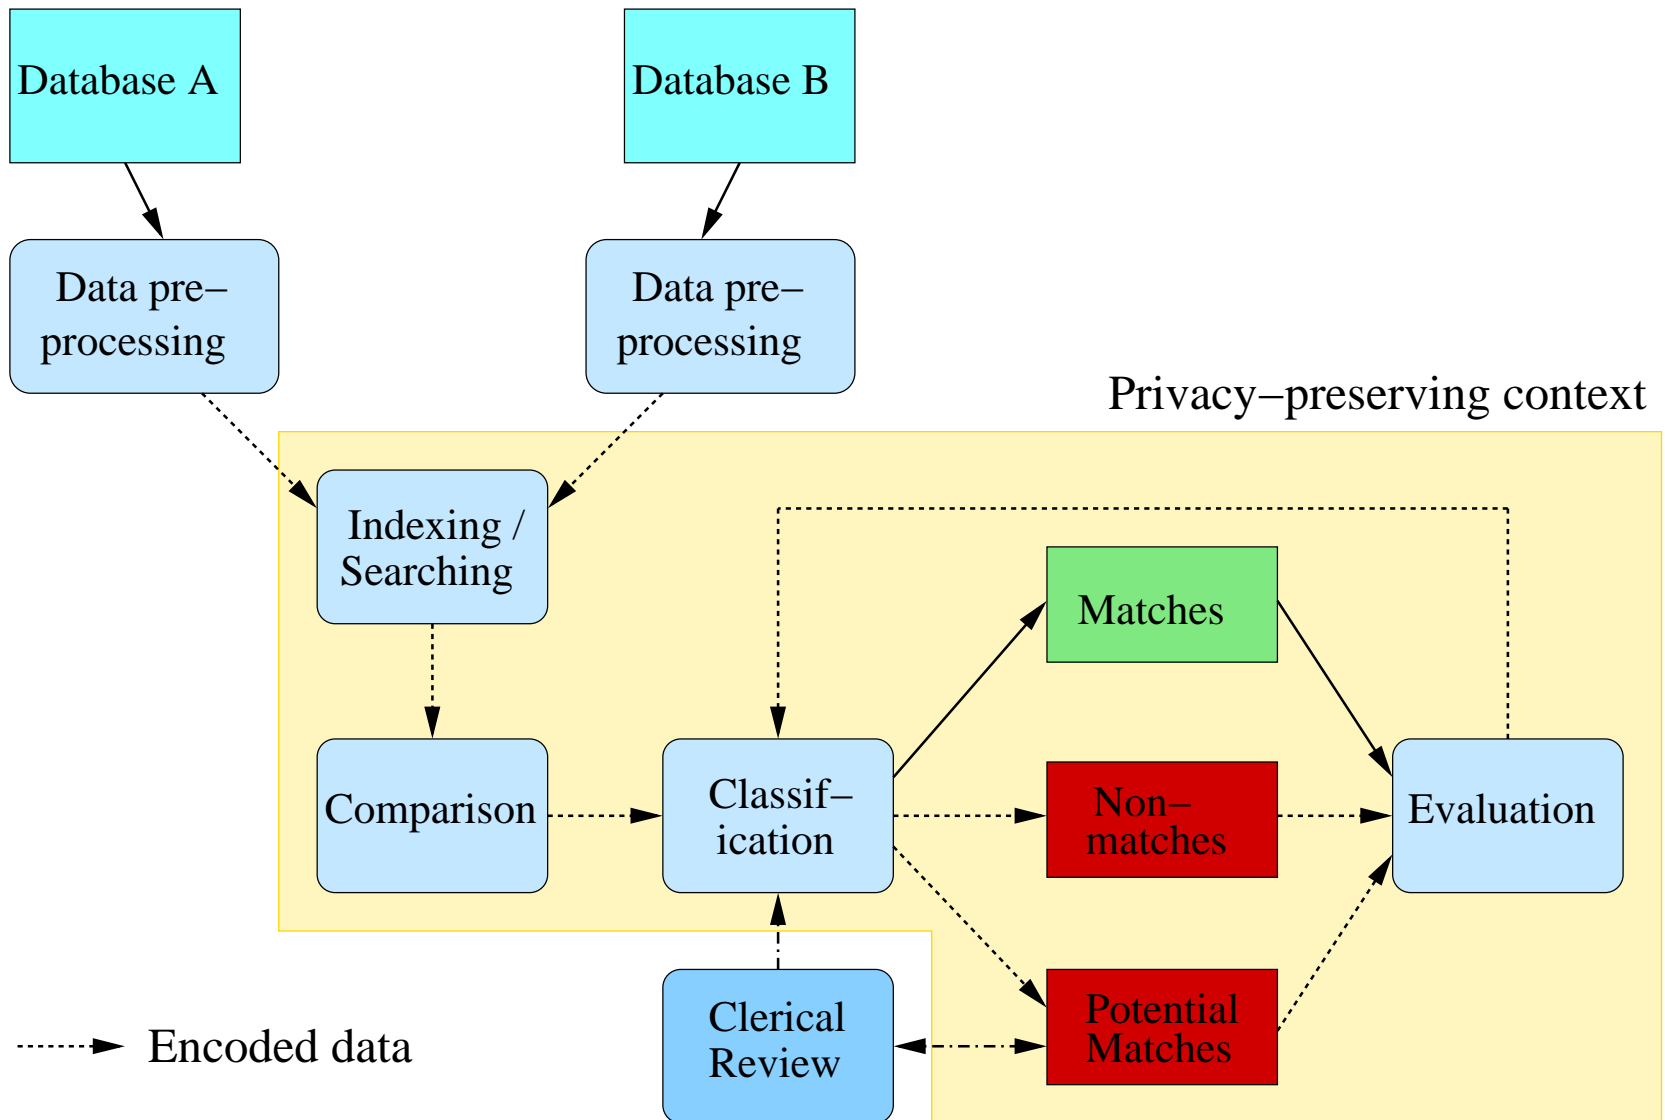 Database A
Database B
Data pre–
processing
Data pre–
processing
Privacy–preserving context
Indexing /
Searching
Matches
Comparison
Classif–
ication
Non–
matches
Evaluation
Clerical
Review
Potential
Matches
Encoded data